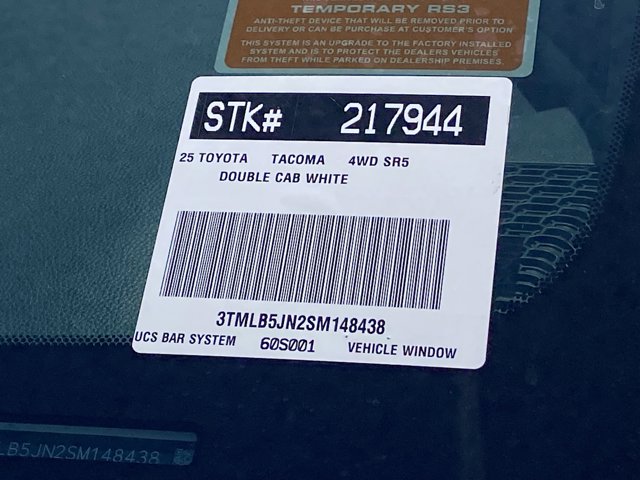 TEMPORARY RS3
ANTI-THEFT DEVICE THAT WILL BE REMOVED PRIOR TO
DELIVERY OR CAN BE PURCHASE AT CUSTOMER'S OPTION
THIS SYSTEM IS AN UPGRADE TO THE FACTORY INSTALLED
SYSTEM AND IS TO PROTECT THE DEALERS VEHICLES
FROM THEFT WHILE PARKED ON DEALERSHIP PREMISES.
STK# 217944
25 TOYOTA TACOMA 4WD SR5
DOUBLE CAB WHITE
3TMLB5JN2SM148438
UCS BAR SYSTEM 60S001 VEHICLE WINDOW
LB5JN2SM148438